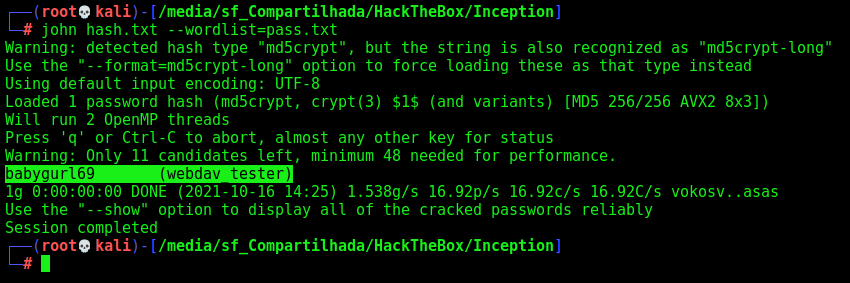 ┌──(root💀kali)-[/media/sf_Compartilhada/HackTheBox/Inception]
└─# john hash.txt --wordlist=pass.txt
Warning: detected hash type "md5crypt", but the string is also recognized as "md5crypt-long"
Use the "--format=md5crypt-long" option to force loading these as that type instead
Using default input encoding: UTF-8
Loaded 1 password hash (md5crypt, crypt(3) $1$ (and variants) [MD5 256/256 AVX2 8x3])
Will run 2 OpenMP threads
Press 'q' or Ctrl-C to abort, almost any other key for status
Warning: Only 11 candidates left, minimum 48 needed for performance.
babygurl69       (webdav_tester)
1g 0:00:00:00 DONE (2021-10-16 14:25) 1.538g/s 16.92p/s 16.92c/s 16.92C/s vokosv..asas
Use the "--show" option to display all of the cracked passwords reliably
Session completed
┌──(root💀kali)-[/media/sf_Compartilhada/HackTheBox/Inception]
└─#